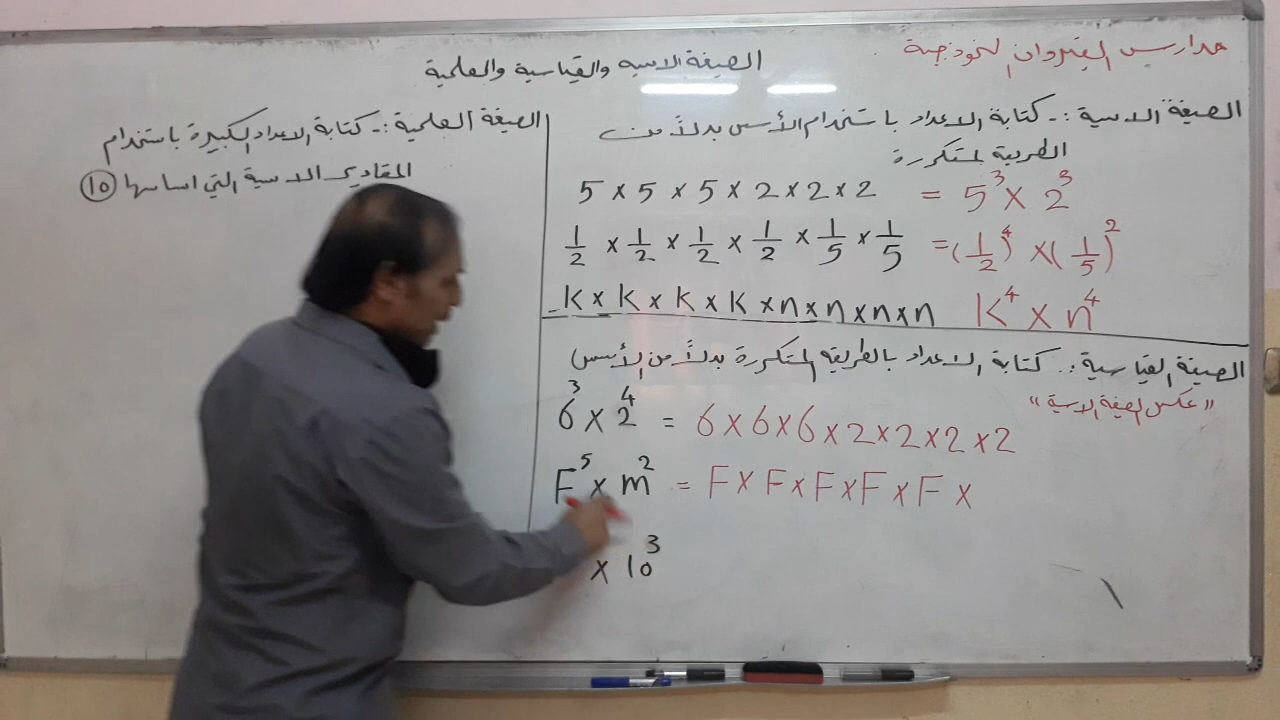 مدارس القيروان النموذجية
الصيغة الاسية والقياسية والعلمية
الصيغة الاسية :- كتابة الاعداد باستخدام الأسس بدلاً من
الطريقة المتكررة
5 × 5 × 5 × 2 × 2 × 2 = 5³ × 2³
1/2 × 1/2 × 1/2 × 1/2 × 1/5 × 1/5 = (1/2)⁴ × (1/5)²
k × k × k × k × n × n × n × n k⁴ × n⁴
الصيغة القياسية :. كتابة الاعداد بالطريقه المتكررة بدلاً من الأسس
"عكس الصيغة الاسية"
6³ × 2⁴ = 6 × 6 × 6 × 2 × 2 × 2 × 2
F⁵ × m² = F × F × F × F × F ×
× 10³
الصيغة العلمية :- كتابة الاعداد الكبيرة باستخدام
المقادير الاسية التي اساسها 10